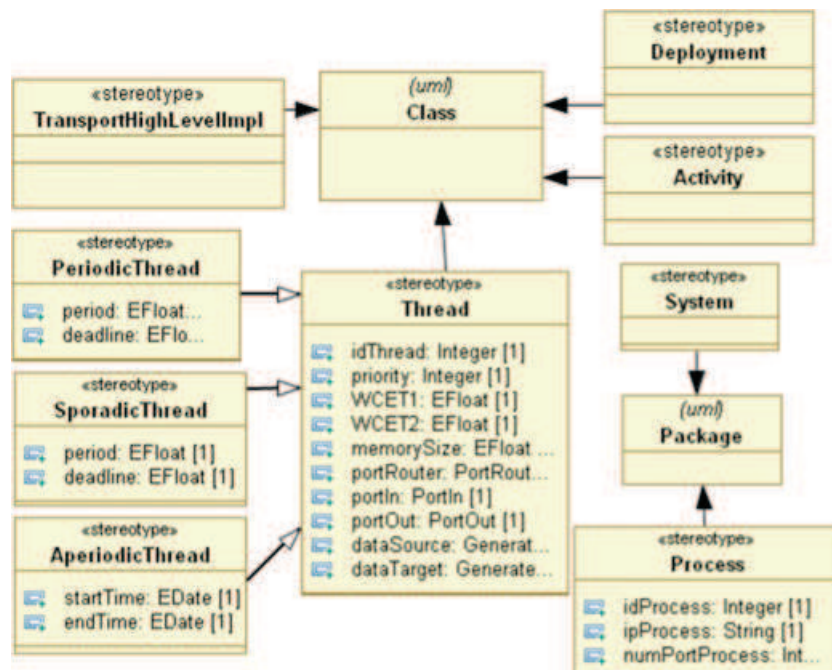 «stereotype»
TransportHighLevelImpl
(uml)
Class
«stereotype»
Deployment
«stereotype»
Activity
«stereotype»
PeriodicThread
period: EFloat...
deadline: EFlo...
«stereotype»
SporadicThread
period: EFloat [1]
deadline: EFloat [1]
«stereotype»
AperiodicThread
startTime: EDate [1]
endTime: EDate [1]
«stereotype»
Thread
idThread: Integer [1]
priority: Integer [1]
WCET1: EFloat [1]
WCET2: EFloat [1]
memorySize: EFloat ...
portRouter: PortRout...
portIn: PortIn [1]
portOut: PortOut [1]
dataSource: Generat...
dataTarget: Generate...
«stereotype»
System
(uml)
Package
«stereotype»
Process
idProcess: Integer [1]
ipProcess: String [1]
numPortProcess: Int...